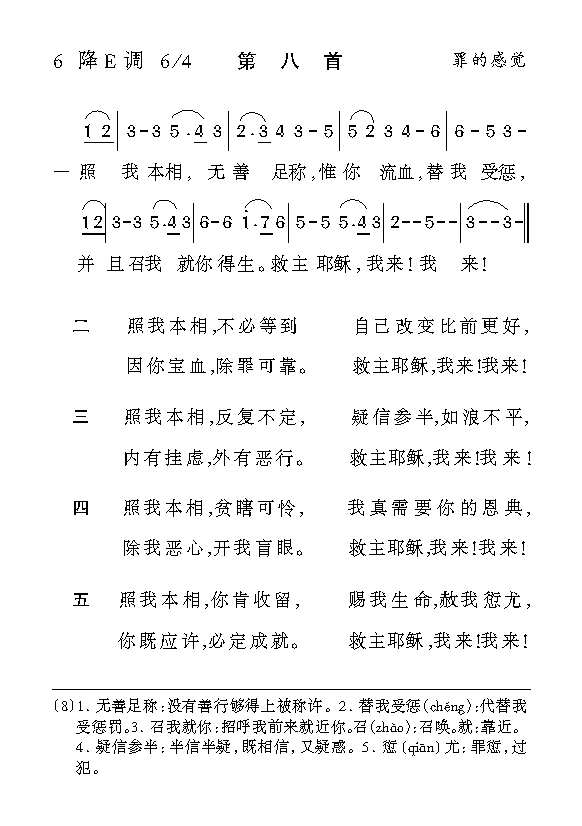 6 降E调 6/4 第八首 罪的感觉
1 2 | 3-3 5.4 3 | 2.3 4 3-5 | 5 2 3 4-6 | 6-5 3-
一 照 我本相, 无善 足称,惟你 流血,替我 受惩,
1 2 | 3-3 5.4 3 | 6-6 1̇.7 6 | 5-5 5.4 3 | 2--5-- | 3--3- ‖
并 且召我 就你得生。救主 耶稣,我来!我 来!
二 照我本相,不必等到 自己改变比前更好,
因你宝血,除罪可靠。 救主耶稣,我来!我来!
三 照我本相,反复不定, 疑信参半,如浪不平,
内有挂虑,外有恶行。 救主耶稣,我来!我来!
四 照我本相,贫瞎可怜, 我真需要你的恩典,
除我恶心,开我盲眼。 救主耶稣,我来!我来!
五 照我本相,你肯收留, 赐我生命,赦我愆尤,
你既应许,必定成就。 救主耶稣,我来!我来!
〔8〕1. 无善足称:没有善行够得上被称许。2. 替我受惩(chéng):代替我
受惩罚。3. 召我就你:招呼我前来就近你。召(zhào):召唤。就:靠近。
4. 疑信参半:半信半疑,既相信,又疑惑。5. 愆(qiān)尤:罪愆,过
犯。